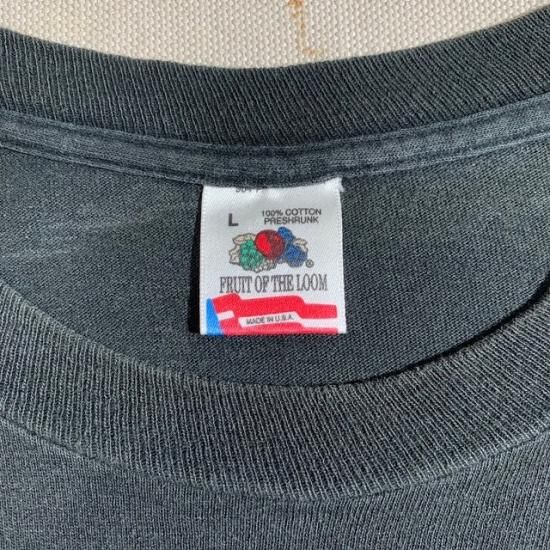 L
100% COTTON
PRESHRUNK
®
FRUIT OF THE LOOM
MADE IN U.S.A.